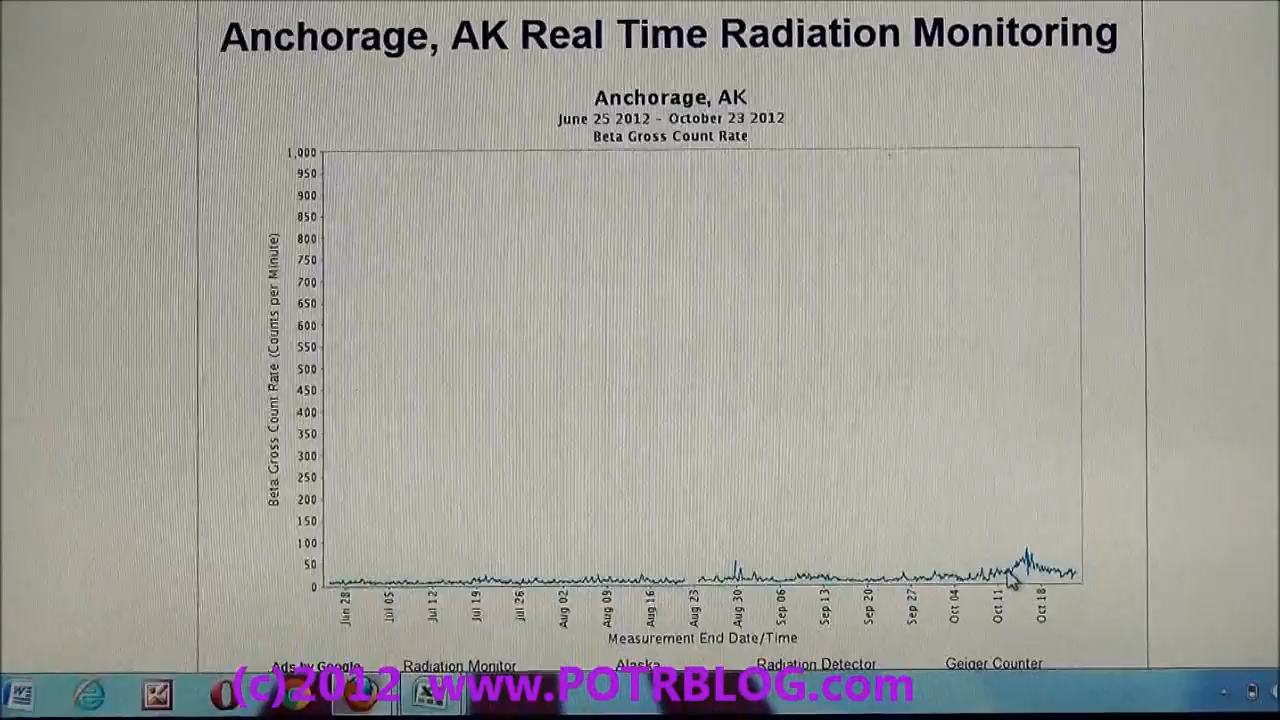 Anchorage, AK Real Time Radiation Monitoring
Anchorage, AK
June 25 2012 - October 23 2012
Beta Gross Count Rate
Beta Gross Count Rate (Counts per Minute)
1,000
950
900
850
800
750
700
650
600
550
500
450
400
350
300
250
200
150
100
50
0
Jun 28 Jul 05 Jul 12 Jul 19 Jul 26 Aug 02 Aug 09 Aug 16 Aug 23 Aug 30 Sep 06 Sep 13 Sep 20 Sep 27 Oct 04 Oct 11 Oct 18
Measurement End Date/Time
Ads by Google Radiation Monitor Alaska Radiation Detector Geiger Counter
(c)2012 www.POTRBLOG.com